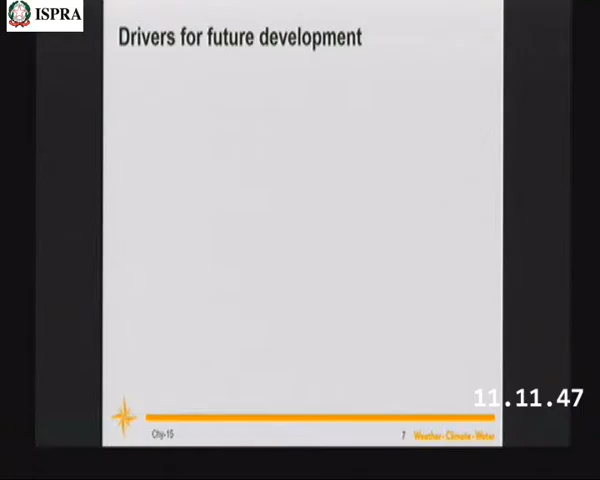 ISPRA
Drivers for future development
11.11.47
Chy-15
7
Weather · Climate · Water